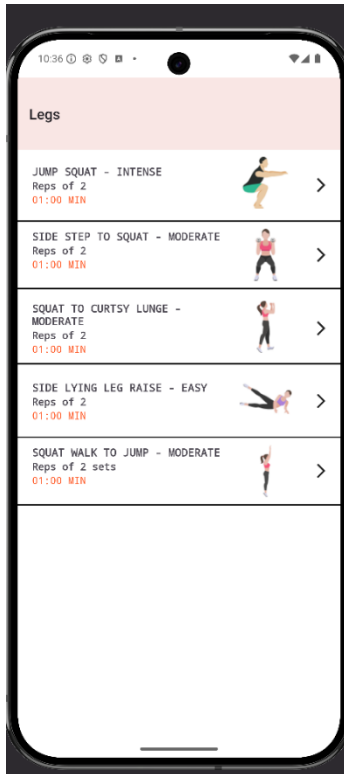 10:36
Legs
JUMP SQUAT - INTENSE
Reps of 2
01:00 MIN
SIDE STEP TO SQUAT - MODERATE
Reps of 2
01:00 MIN
SQUAT TO CURTSY LUNGE -
MODERATE
Reps of 2
01:00 MIN
SIDE LYING LEG RAISE - EASY
Reps of 2
01:00 MIN
SQUAT WALK TO JUMP - MODERATE
Reps of 2 sets
01:00 MIN